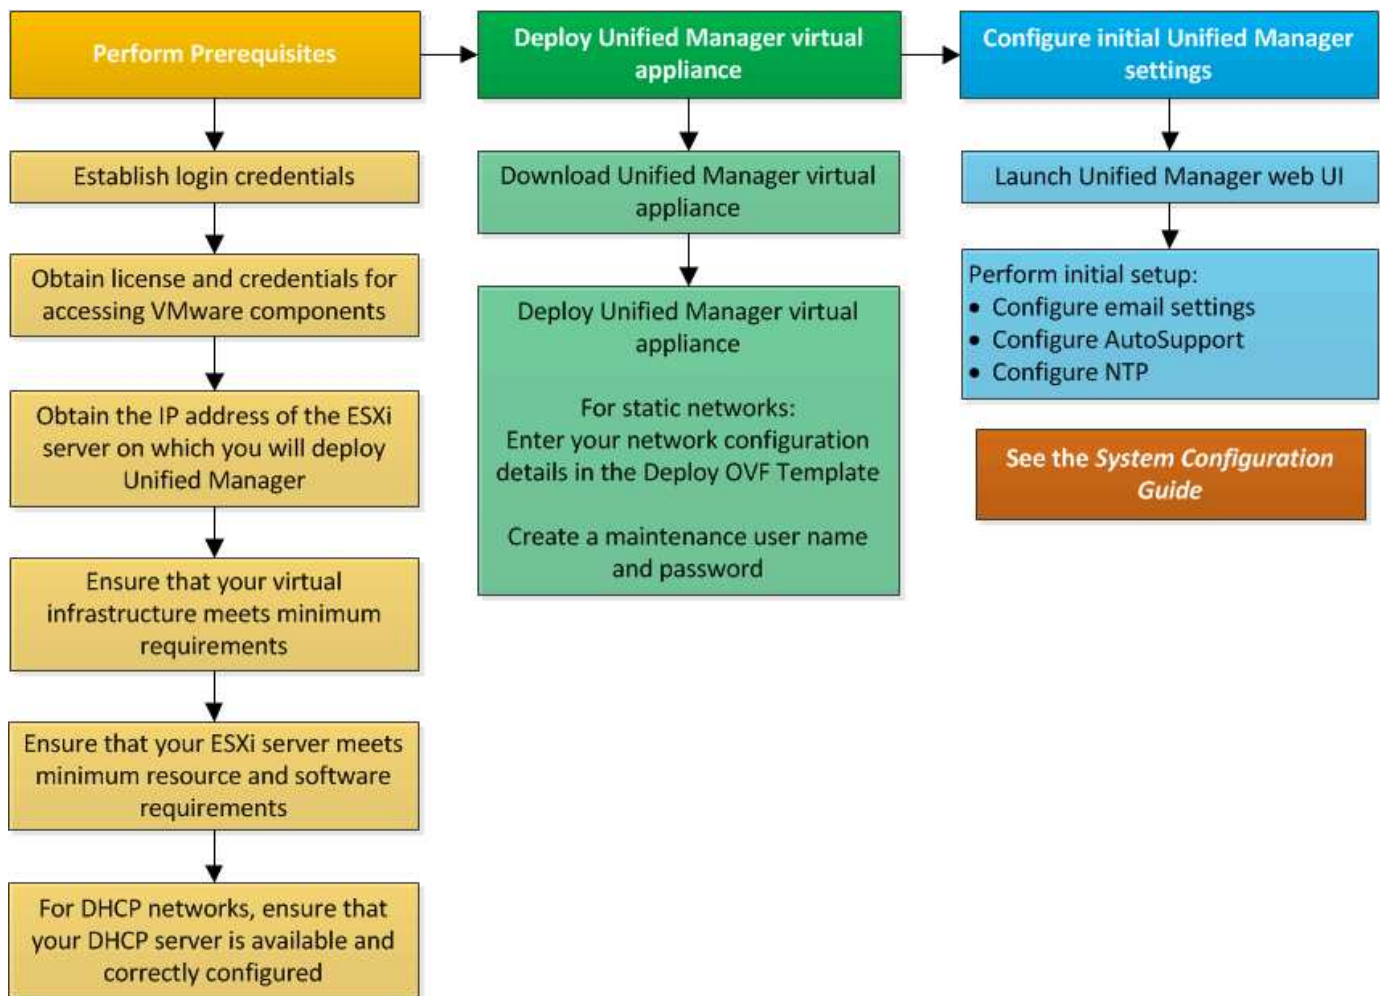 Perform Prerequisites
Establish login credentials
Obtain license and credentials for
accessing VMware components
Obtain the IP address of the ESXi
server on which you will deploy
Unified Manager
Ensure that your virtual
infrastructure meets minimum
requirements
Ensure that your ESXi server meets
minimum resource and software
requirements
For DHCP networks, ensure that
your DHCP server is available and
correctly configured
Deploy Unified Manager virtual
appliance
Download Unified Manager virtual
appliance
Deploy Unified Manager virtual
appliance
For static networks:
Enter your network configuration
details in the Deploy OVF Template
Create a maintenance user name
and password
Configure initial Unified Manager
settings
Launch Unified Manager web UI
Perform initial setup:
• Configure email settings
• Configure AutoSupport
• Configure NTP
See the System Configuration
Guide